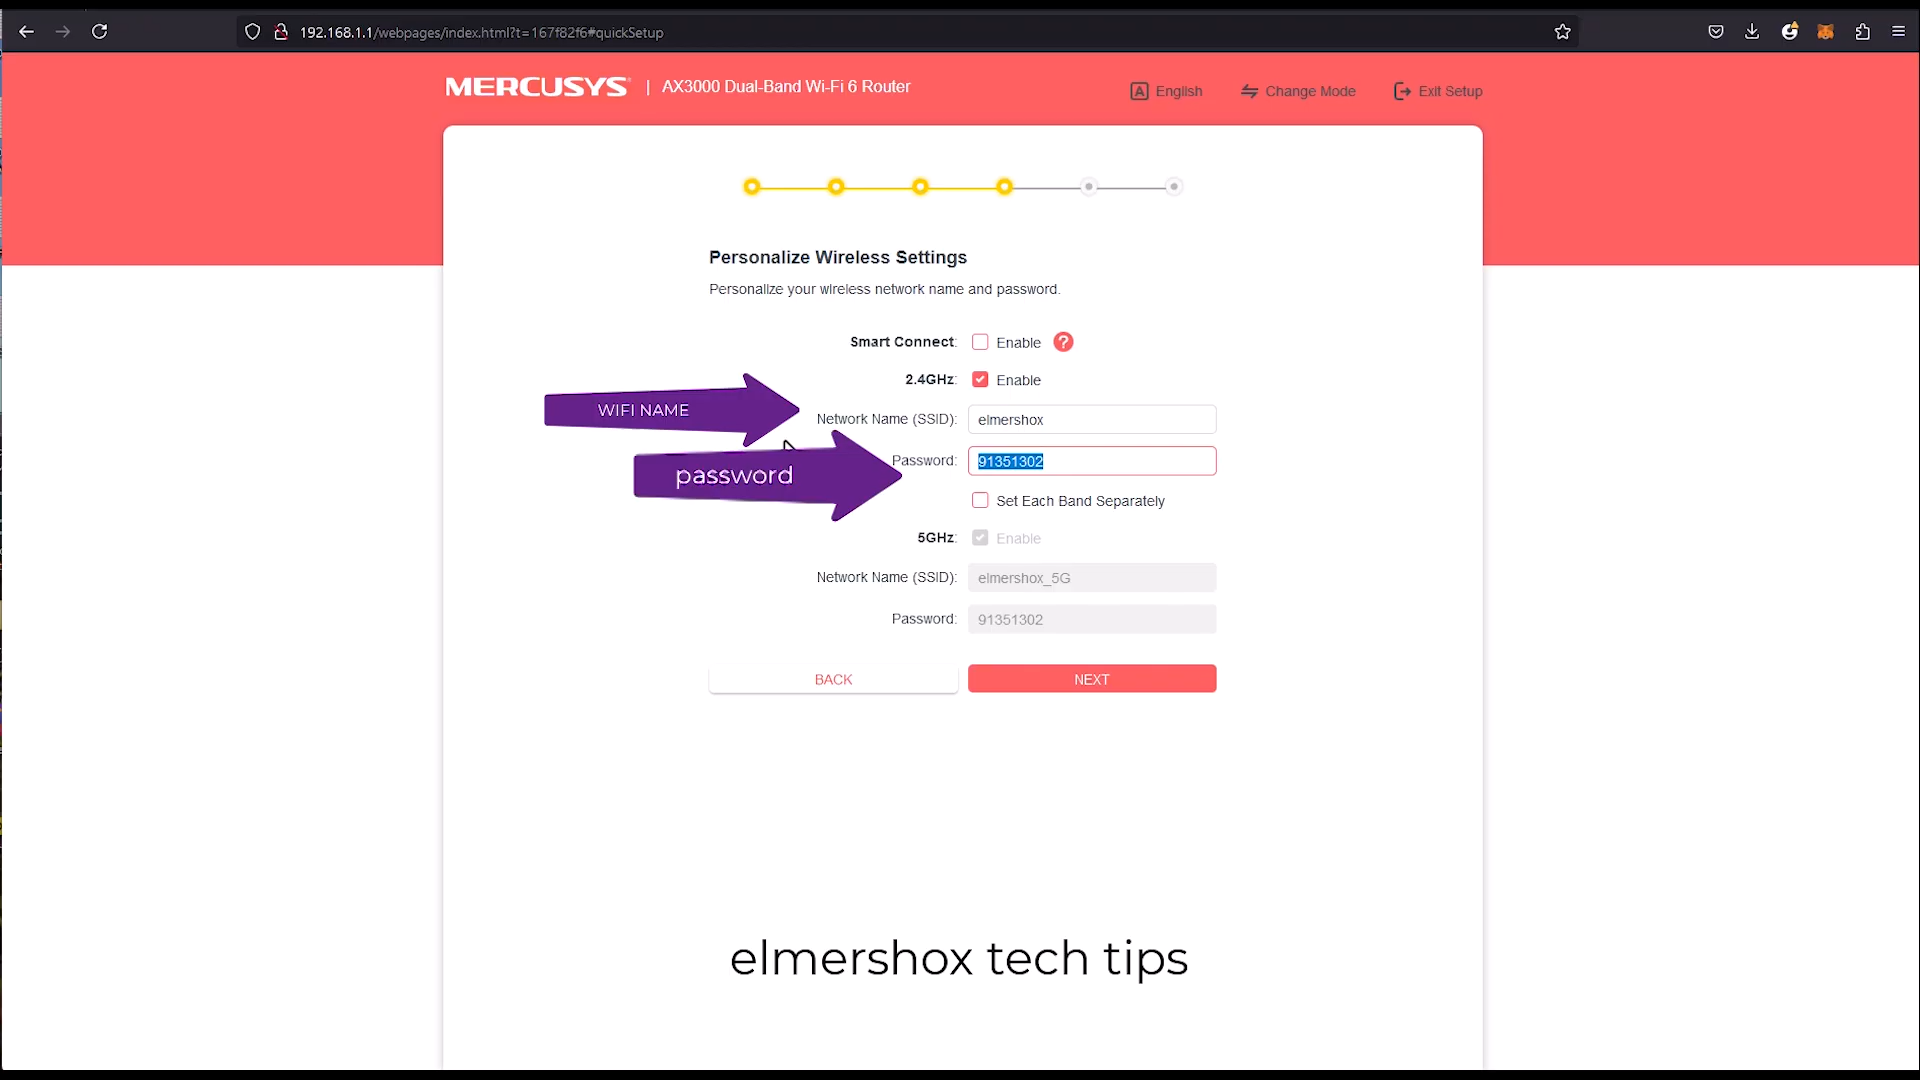 192.168.1.1/webpages/index.html?t=167f82f6#quickSetup
MERCUSYS | AX3000 Dual-Band Wi-Fi 6 Router
English Change Mode Exit Setup
Personalize Wireless Settings
Personalize your wireless network name and password.
Smart Connect: Enable ?
2.4GHz: Enable
WIFI NAME
Network Name (SSID): elmershox
password
Password: 91351302
Set Each Band Separately
5GHz: Enable
Network Name (SSID): elmershox_5G
Password: 91351302
BACK NEXT
elmershox tech tips